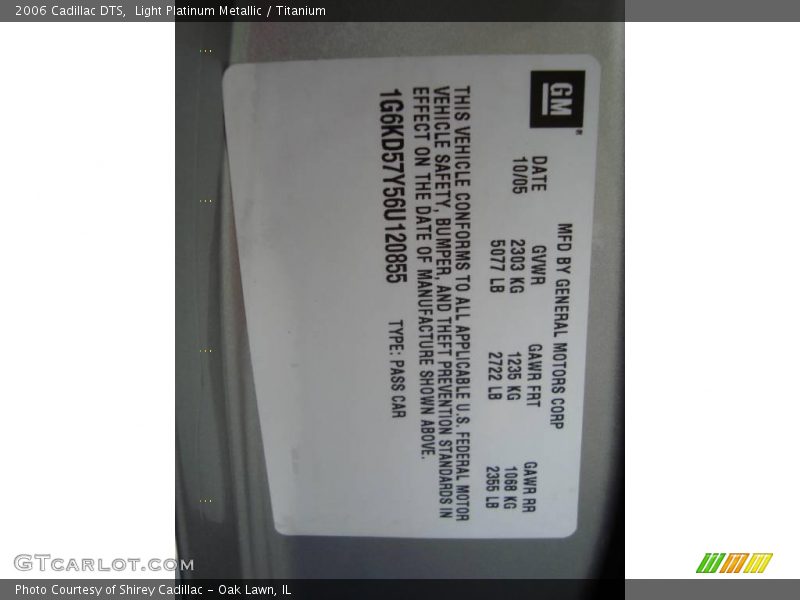 2006 Cadillac DTS,  Light Platinum Metallic / Titanium
GM
MFD BY GENERAL MOTORS CORP
DATE GVWR GAWR FRT GAWR RR
10/05 2303 KG 1235 KG 1068 KG
5077 LB 2722 LB 2355 LB
THIS VEHICLE CONFORMS TO ALL APPLICABLE U.S. FEDERAL MOTOR
VEHICLE SAFETY, BUMPER, AND THEFT PREVENTION STANDARDS IN
EFFECT ON THE DATE OF MANUFACTURE SHOWN ABOVE.
1G6KD57Y56U120855 TYPE: PASS CAR
GTcarlot.com
Photo Courtesy of Shirey Cadillac - Oak Lawn, IL